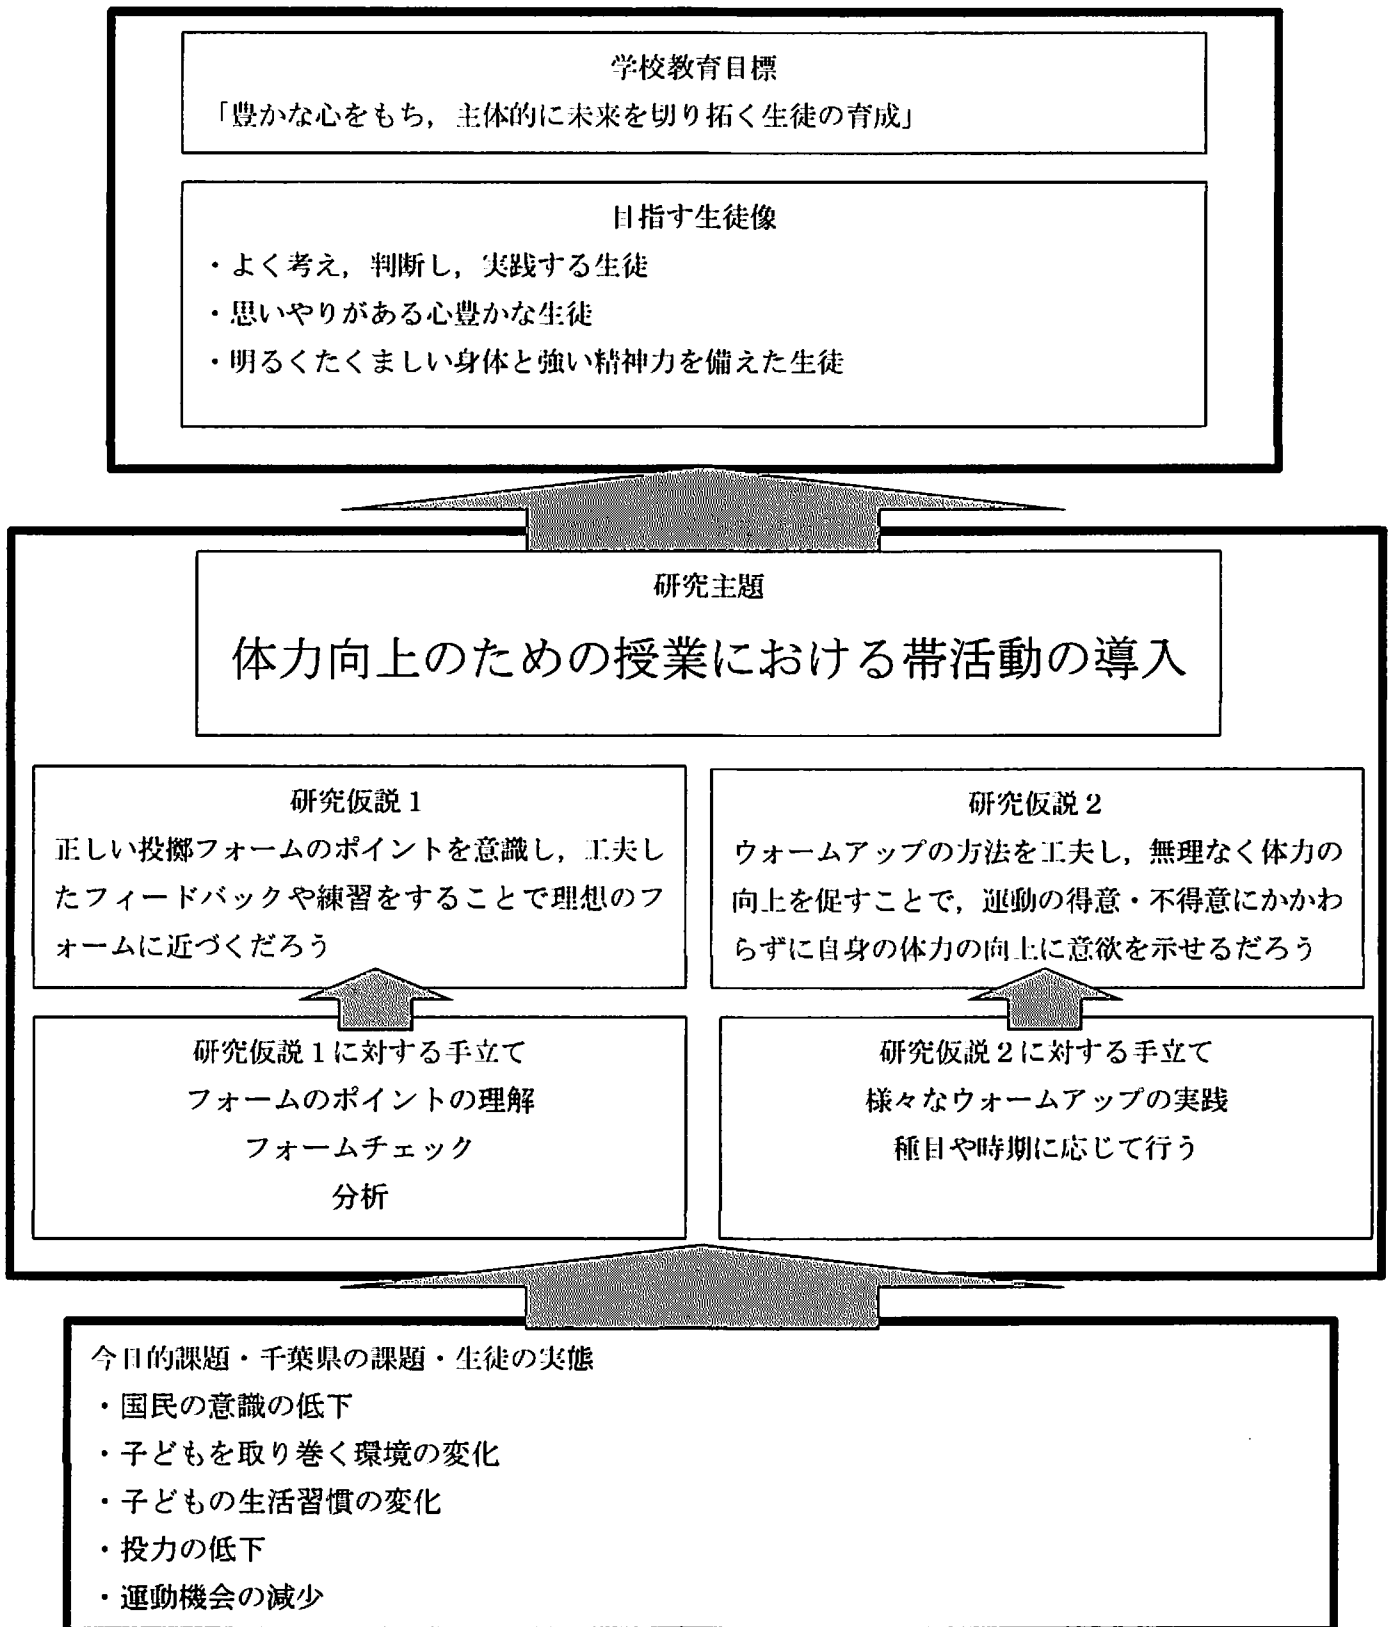 学校教育目標
「豊かな心をもち，主体的に未来を切り拓く生徒の育成」
目指す生徒像
・よく考え，判断し，実践する生徒
・思いやりがある心豊かな生徒
・明るくたくましい身体と強い精神力を備えた生徒
研究主題
体力向上のための授業における帯活動の導入
研究仮説１
正しい投擲フォームのポイントを意識し，工夫し
たフィードバックや練習をすることで理想のフ
ォームに近づくだろう
研究仮説２
ウォームアップの方法を工夫し，無理なく体力の
向上を促すことで，運動の得意・不得意にかかわ
らずに自身の体力の向上に意欲を示せるだろう
研究仮説１に対する手立て
フォームのポイントの理解
フォームチェック
分析
研究仮説２に対する手立て
様々なウォームアップの実践
種目や時期に応じて行う
今日的課題・千葉県の課題・生徒の実態
・国民の意識の低下
・子どもを取り巻く環境の変化
・子どもの生活習慣の変化
・投力の低下
・運動機会の減少